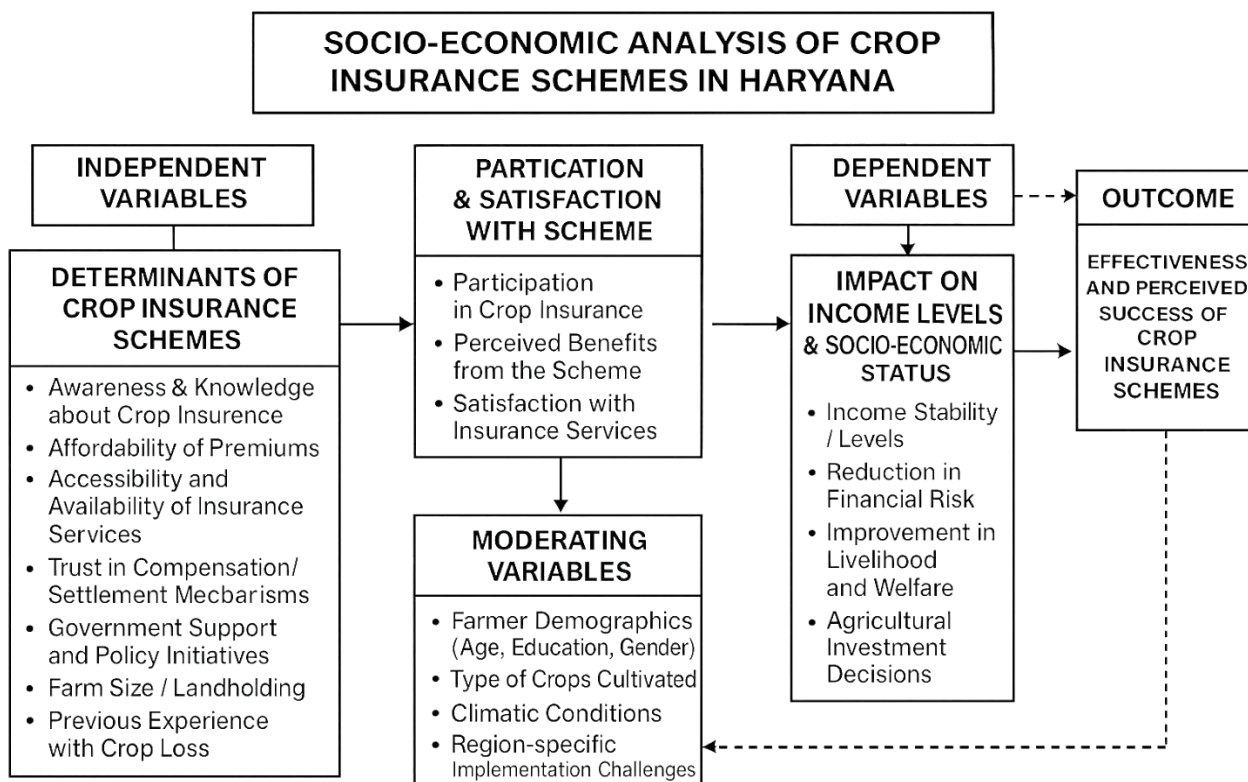 SOCIO-ECONOMIC ANALYSIS OF CROP
INSURANCE SCHEMES IN HARYANA
INDEPENDENT
VARIABLES
DETERMINANTS OF
CROP INSURANCE
SCHEMES
• Awareness & Knowledge
about Crop Insurence
• Affordability of Premiums
• Accessibility and
Availability of Insurance
Services
• Trust in Compensation/
Settlement Mecbarisms
• Government Support
and Policy Initiatives
• Farm Size / Landholding
• Previous Experience
with Crop Loss
PARTICATION
& SATISFACTION
WITH SCHEME
• Participation
in Crop Insurance
• Perceived Benefits
from the Scheme
• Satisfaction with
Insurance Services
MODERATING
VARIABLES
• Farmer Demographics
(Age, Education, Gender)
• Type of Crops Cultivated
• Climatic Conditions
• Region-specific
Implementation Challenges
DEPENDENT
VARIABLES
IMPACT ON
INCOME LEVELS
& SOCIO-ECONOMIC
STATUS
• Income Stability
/ Levels
• Reduction in
Financial Risk
• Improvement in
Livelihood
and Welfare
• Agricultural
Investment
Decisions
OUTCOME
EFFECTIVENESS
AND PERCEIVED
SUCCESS OF
CROP
INSURANCE
SCHEMES